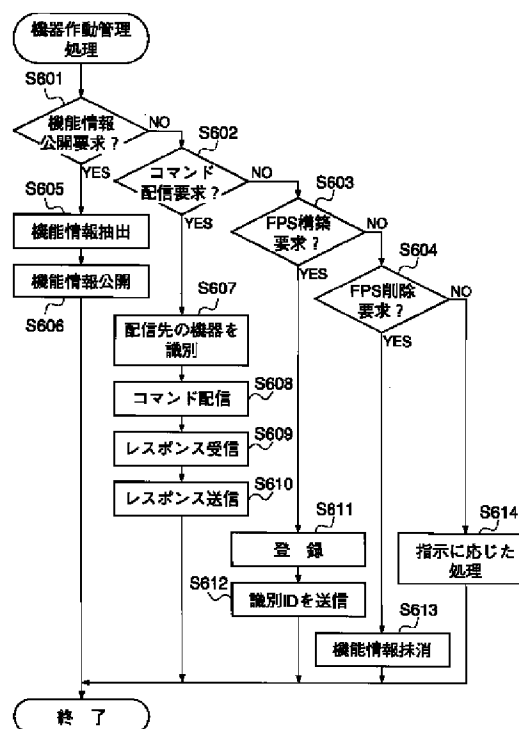 機器作動管理
処理
S601
機能情報
公開要求？
NO
YES
S602
コマンド
配信要求？
NO
YES
S603
FPS構築
要求？
NO
YES
S604
FPS削除
要求？
NO
YES
S605
機能情報抽出
機能情報公開
S606
S607
配信先の機器を
識別
S608
コマンド配信
S609
レスポンス受信
S610
レスポンス送信
S611
登　録
S612
識別IDを送信
S613
機能情報抹消
S614
指示に応じた
処理
終　了